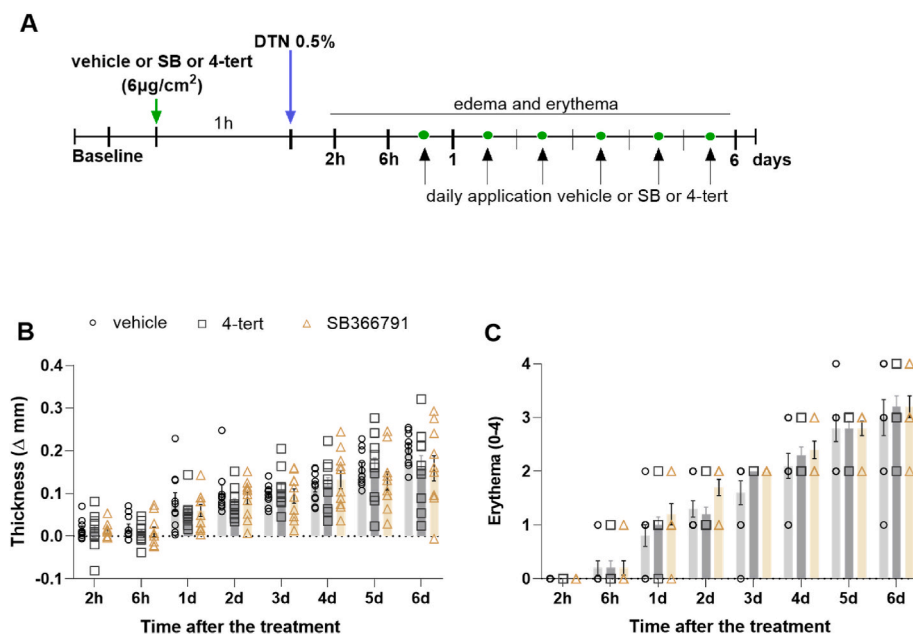 A
DTN 0.5%
vehicle or SB or 4-tert
(6µg/cm²)
edema and erythema
1h
Baseline
2h 6h 1 6 days
daily application vehicle or SB or 4-tert
B
vehicle 4-tert SB366791
C
Thickness (Δ mm)
0.4
0.3
0.2
0.1
0.0
-0.1
2h 6h 1d 2d 3d 4d 5d 6d
Time after the treatment
Erythema (0-4)
4
3
2
1
0
2h 6h 1d 2d 3d 4d 5d 6d
Time after the treatment